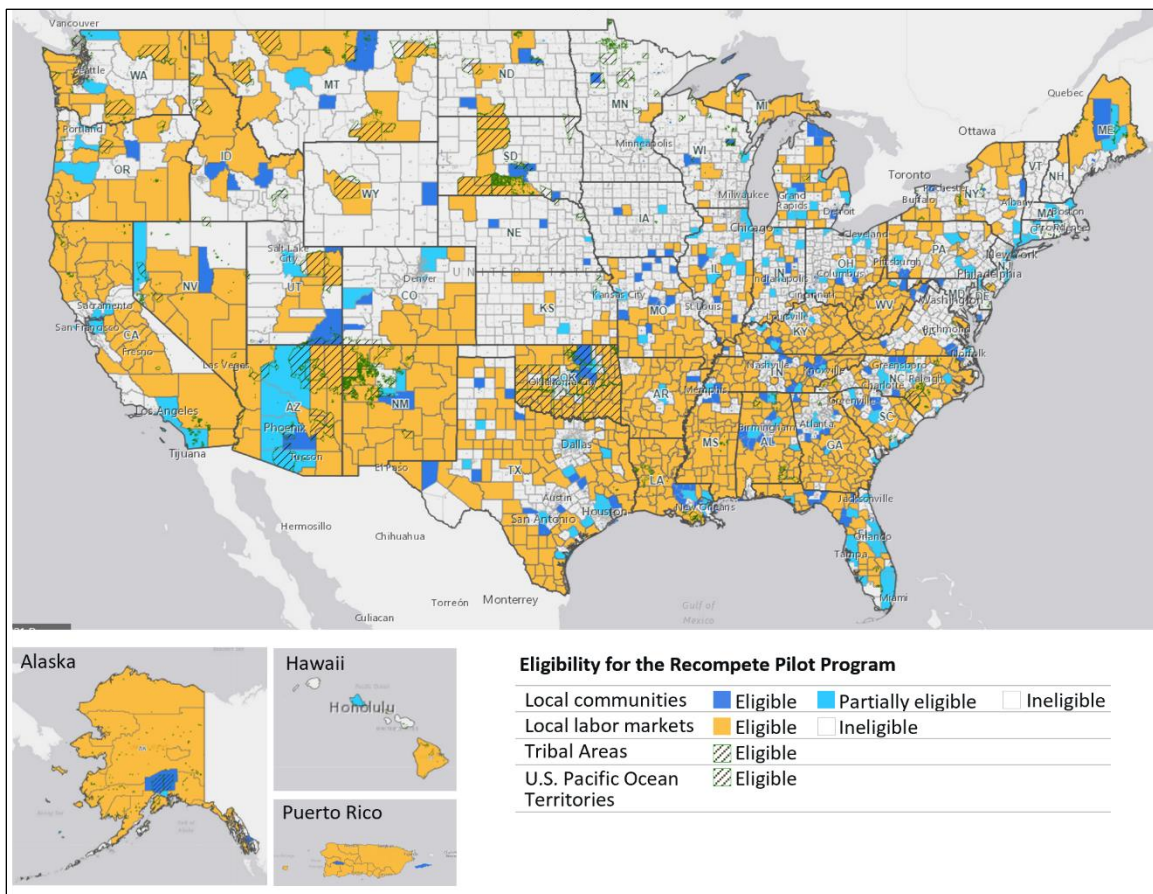 Vancouver
Seattle
WA
MT
ND
MN
MI
Quebec
ME
Ottawa
Portland
OR
ID
SD
Minneapolis
WI
Toronto
VT
NH
WY
Milwaukee
Grand
Rapids
Detroit
Rochester
Buffalo
NY
Albany
MA
Boston
Providence
IA
Chicago
Cleveland
PA
New York
Salt Lake
City
NE
UNITED STATES
IL
IN
OH
Pittsburgh
Philadelphia
NV
UT
Denver
CO
Indianapolis
Columbus
Sacramento
San Francisco
CA
Fresno
KS
Kansas City
MO
St Louis
Cincinnati
Louisville
KY
WV
Washington
DE
Richmond
VA
Norfolk
Las Vegas
Nashville
TN
Knoxville
Greensboro
NC
Raleigh
Charlotte
Los Angeles
AZ
NM
OK
Oklahoma City
AR
Memphis
Greenville
SC
Phoenix
Tijuana
Tucson
Dallas
MS
Birmingham
AL
Atlanta
GA
El Paso
TX
LA
Austin
Houston
San Antonio
New Orleans
Jacksonville
Orlando
Tampa
Miami
Hermosillo
Chihuahua
Torreón
Monterrey
Culiacan
Gulf of
Mexico
Alaska
AK
Hawaii
Honolulu
Puerto Rico
Eligibility for the Recompete Pilot Program
Local communities Eligible Partially eligible Ineligible
Local labor markets Eligible Ineligible
Tribal Areas Eligible
U.S. Pacific Ocean Eligible
Territories